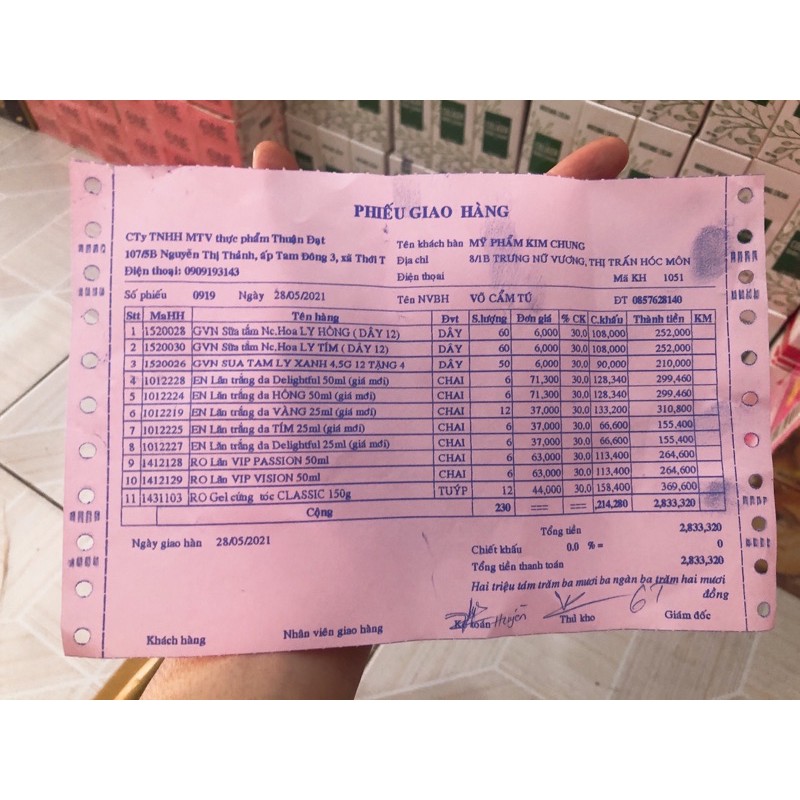 PHIẾU GIAO HÀNG
CTy TNHH MTV thực phẩm Thuận Đạt
107/5B Nguyễn Thị Thảnh, ấp Tam Đông 3, xã Thới T
Điện thoại: 0909193143
Tên khách hàn MỸ PHẨM KIM CHUNG
Địa chỉ 8/1B TRƯNG NỮ VƯƠNG, THỊ TRẤN HÓC MÔN
Điện thoại Mã KH 1051
Số phiếu 0919 Ngày 28/05/2021 Tên NVBH VÕ CẨM TÚ ĐT 0857628140
Stt MaHH Tên hàng Đvt S.lượng Đơn giá % CK C.khấu Thành tiền KM
1 1520028 GVN Sữa tắm Nc.Hoa LY HỒNG ( DÂY 12) DÂY 60 6,000 30.0 108,000 252,000
2 1520030 GVN Sữa tắm Nc.Hoa LY TÍM ( DÂY 12) DÂY 60 6,000 30.0 108,000 252,000
3 1520026 GVN SUA TAM LY XANH 4,5G 12 TẶNG 4 DÂY 50 6,000 30.0 90,000 210,000
4 1012228 EN Lăn trắng da Delightful 50ml (giá mới) CHAI 6 71,300 30.0 128,340 299,460
5 1012224 EN Lăn trắng da HỒNG 50ml (giá mới) CHAI 6 71,300 30.0 128,340 299,460
6 1012219 EN Lăn trắng da VÀNG 25ml (giá mới) CHAI 12 37,000 30.0 133,200 310,800
7 1012225 EN Lăn trắng da TÍM 25ml (giá mới) CHAI 6 37,000 30.0 66,600 155,400
8 1012227 EN Lăn trắng da Delightful 25ml (giá mới) CHAI 6 37,000 30.0 66,600 155,400
9 1412128 RO Lăn VIP PASSION 50ml CHAI 6 63,000 30.0 113,400 264,600
10 1412129 RO Lăn VIP VISION 50ml CHAI 6 63,000 30.0 113,400 264,600
11 1431103 RO Gel cứng tóc CLASSIC 150g TUÝP 12 44,000 30.0 158,400 369,600
Cộng 230 === === ,214,280 2,833,320
Ngày giao hàn 28/05/2021
Tổng tiền 2,833,320
Chiết khấu 0.0 % = 0
Tổng tiền thanh toán 2,833,320
Hai triệu tám trăm ba mươi ba ngàn ba trăm hai mươi
đồng
Khách hàng Nhân viên giao hàng Kế toán Huyền Thủ kho 6T Giám đốc